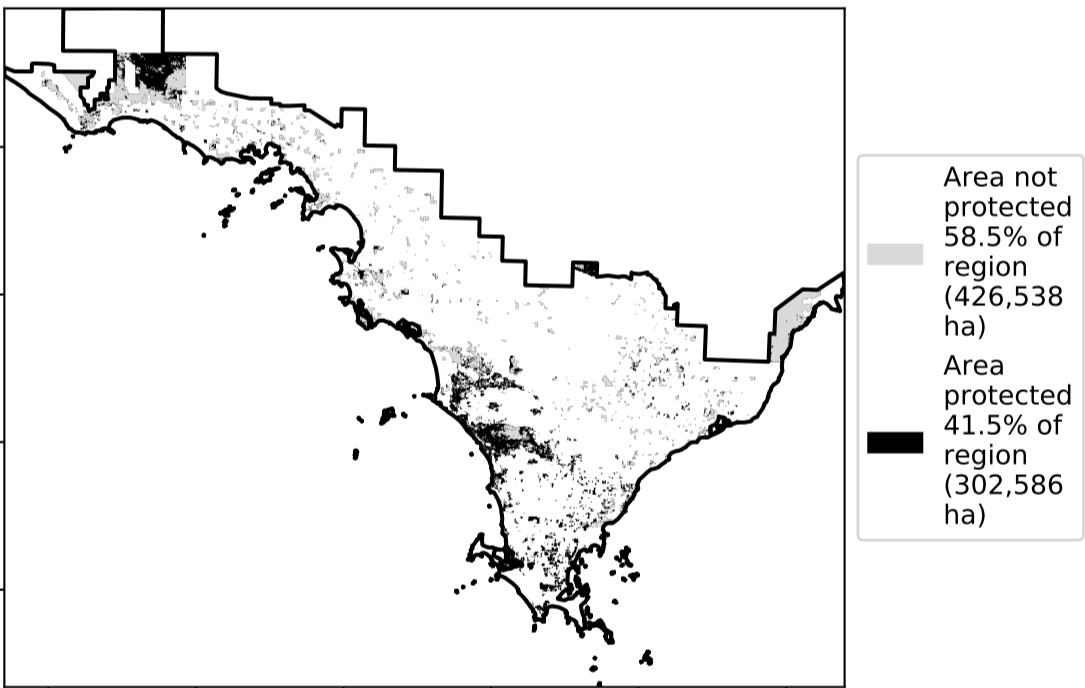 Area not
protected
58.5% of
region
(426,538
ha)
Area
protected
41.5% of
region
(302,586
ha)